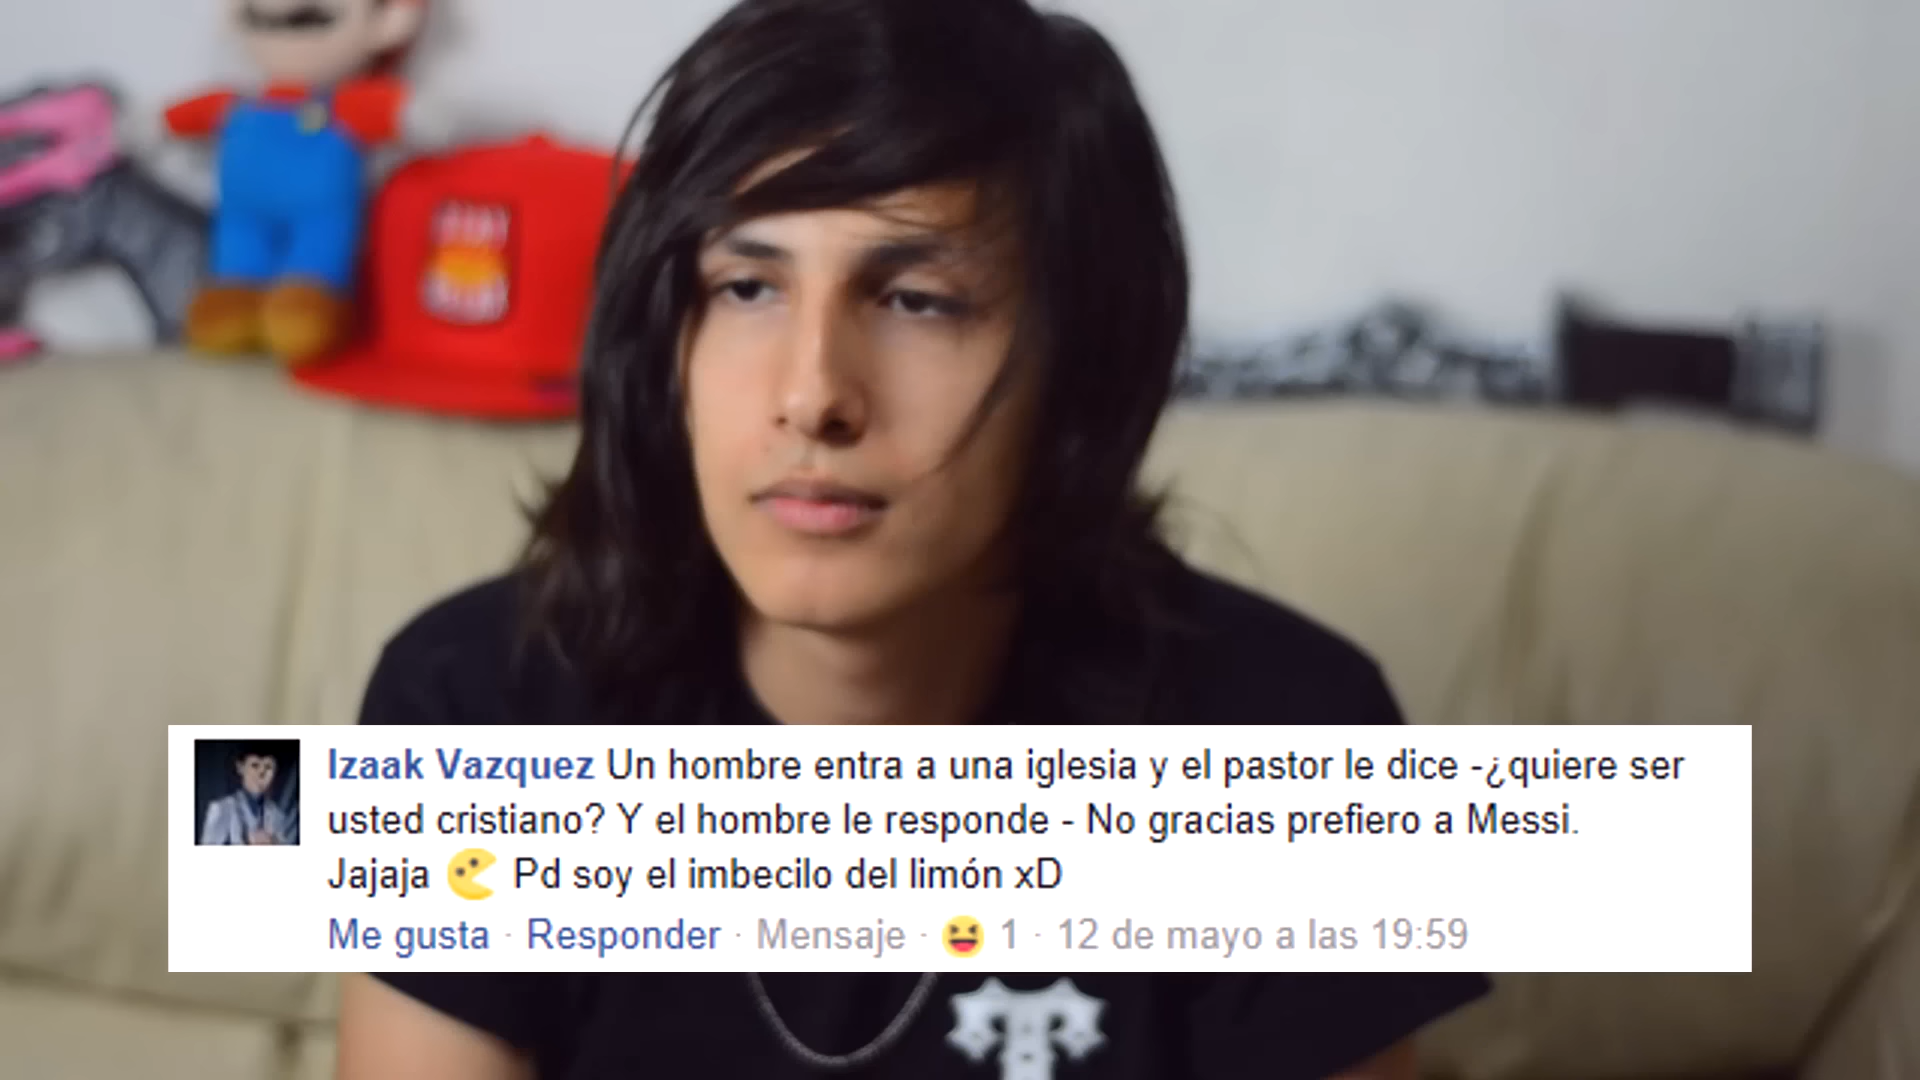 Izaak Vazquez Un hombre entra a una iglesia y el pastor le dice -¿quiere ser
usted cristiano? Y el hombre le responde - No gracias prefiero a Messi.
Jajaja Pd soy el imbecilo del limón xD
Me gusta · Responder · Mensaje · 1 · 12 de mayo a las 19:59